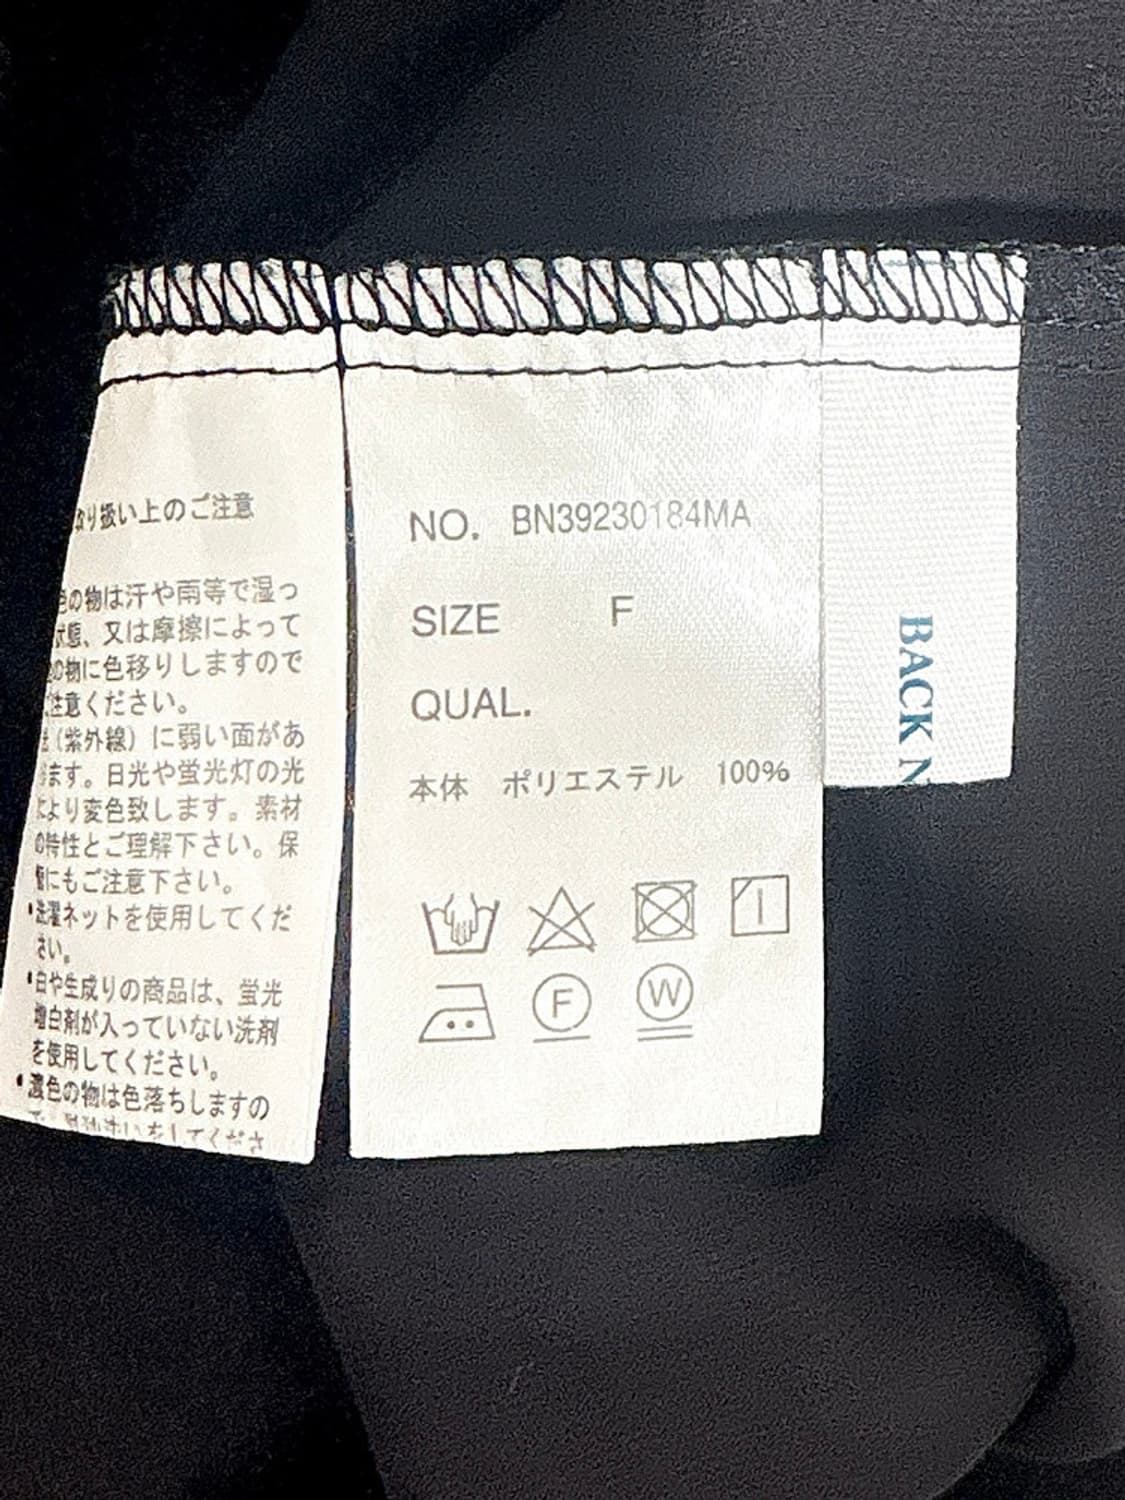 取り扱い上のご注意
色の物は汗や雨等で湿っ
状態、又は摩擦によって
の物に色移りしますので
ご注意ください。
(紫外線)に弱い面があ
ます。日光や蛍光灯の光
により変色致します。素材
の特性とご理解下さい。保
管にもご注意下さい。
・洗濯ネットを使用してくだ
さい。
・白や生成りの商品は、蛍光
増白剤が入っていない洗剤
を使用してください。
・濃色の物は色落ちしますの
NO. BN39230184MA
SIZE F
QUAL.
本体 ポリエステル 100%
F
W
BACK N